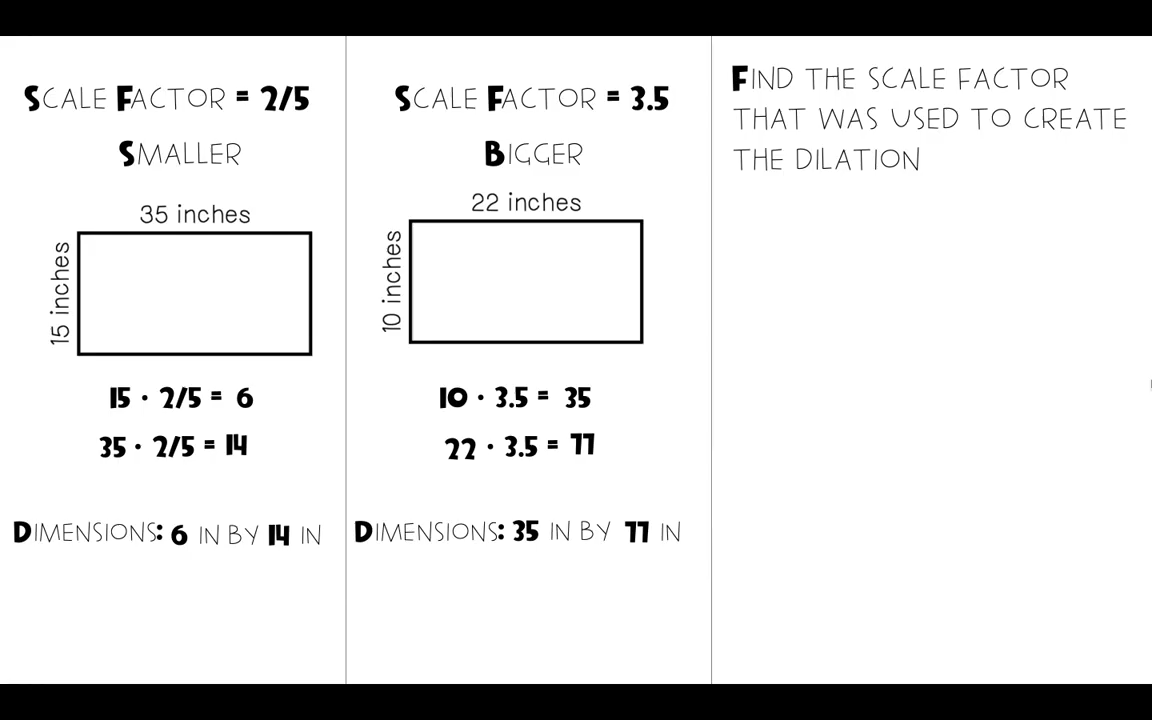 Scale Factor = 2/5
Smaller
35 inches
15 inches
15 · 2/5 = 6
35 · 2/5 = 14
Dimensions: 6 in by 14 in
Scale Factor = 3.5
Bigger
22 inches
10 inches
10 · 3.5 = 35
22 · 3.5 = 77
Dimensions: 35 in by 77 in
Find the scale factor
that was used to create
the dilation